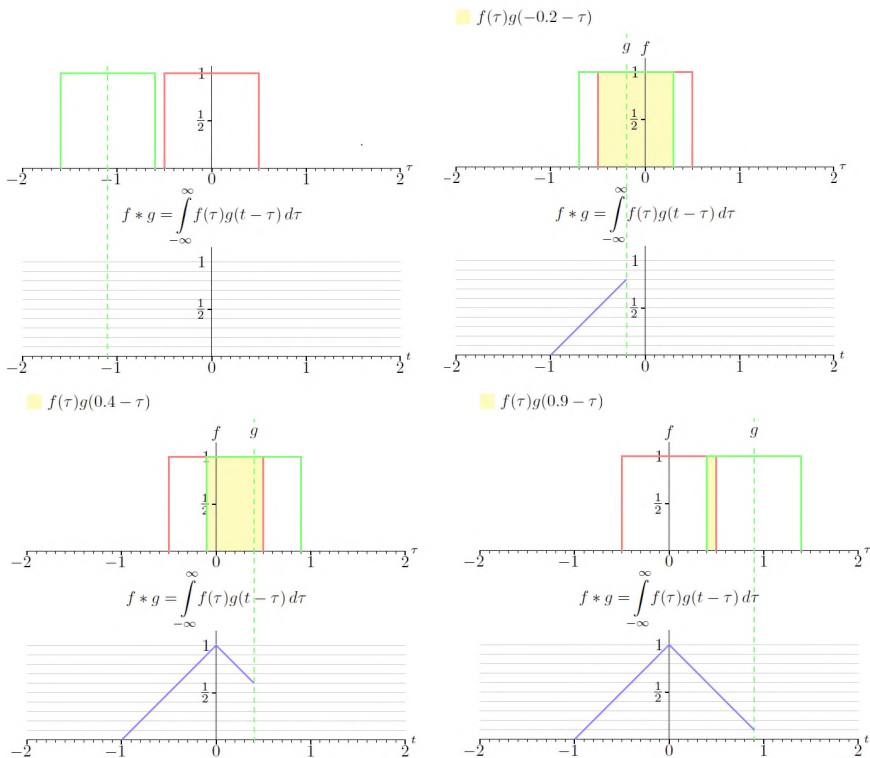 f(τ)g(−0.2 − τ)
g f
1
1/2
−2 −1 0 1 2 τ
f ∗ g = ∫_{−∞}^{∞} f(τ)g(t − τ) dτ
1
1/2
−2 −1 0 1 2 t
1
1/2
−2 −1 0 1 2 τ
f ∗ g = ∫_{−∞}^{∞} f(τ)g(t − τ) dτ
1
1/2
−2 −1 0 1 2 t
f(τ)g(0.4 − τ)
f g
1
1/2
−2 −1 0 1 2 τ
f ∗ g = ∫_{−∞}^{∞} f(τ)g(t − τ) dτ
1
1/2
−2 −1 0 1 2 t
f(τ)g(0.9 − τ)
f g
1
1/2
−2 −1 0 1 2 τ
f ∗ g = ∫_{−∞}^{∞} f(τ)g(t − τ) dτ
1
1/2
−2 −1 0 1 2 t